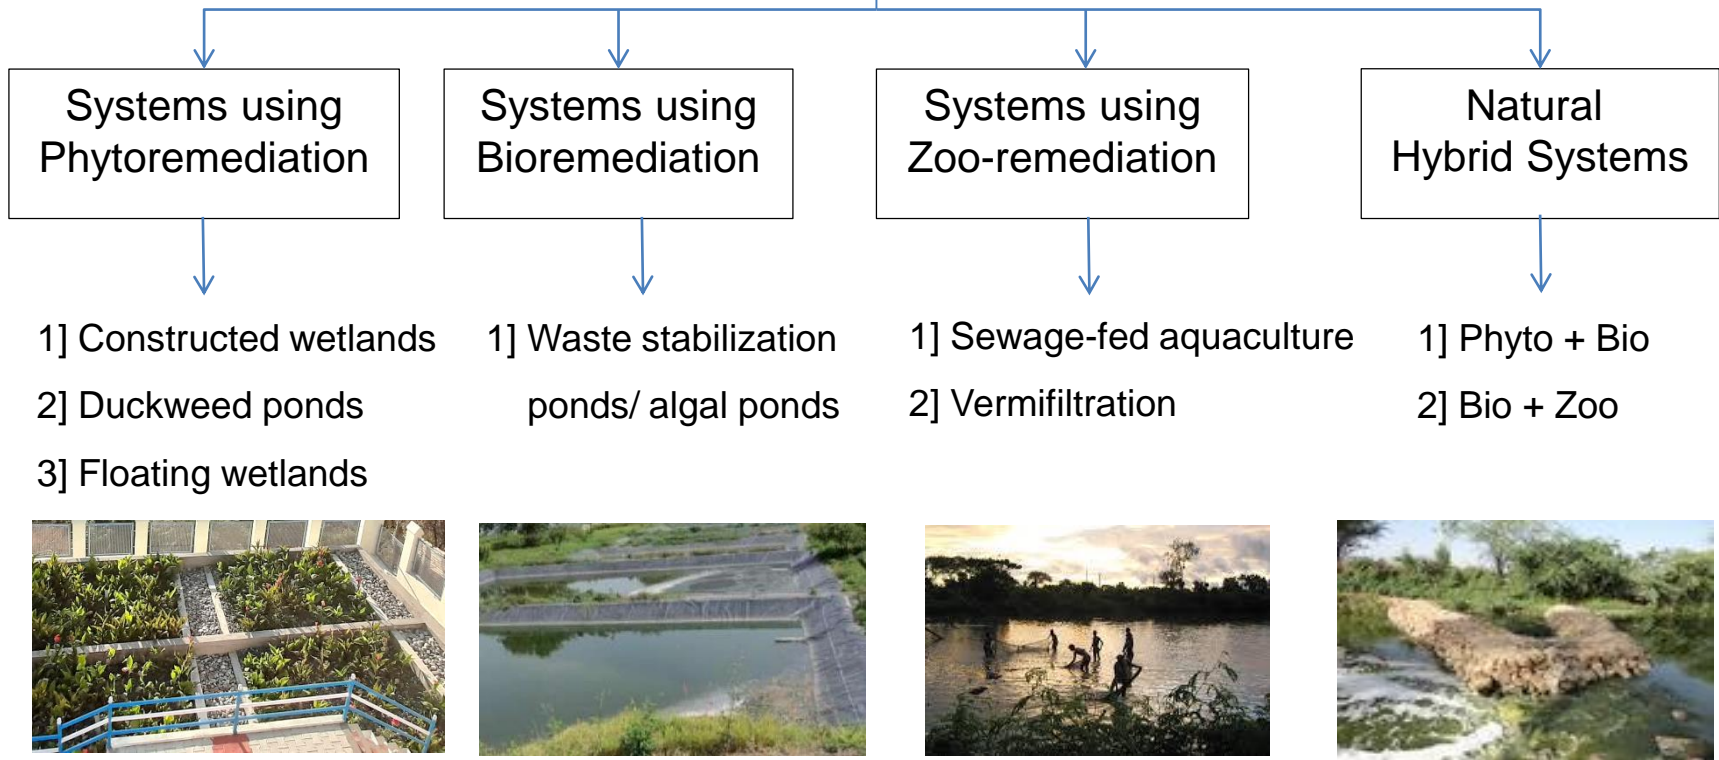 Systems using
Phytoremediation
Systems using
Bioremediation
Systems using
Zoo-remediation
Natural
Hybrid Systems
1] Constructed wetlands
2] Duckweed ponds
3] Floating wetlands
1] Waste stabilization
ponds/ algal ponds
1] Sewage-fed aquaculture
2] Vermifiltration
1] Phyto + Bio
2] Bio + Zoo